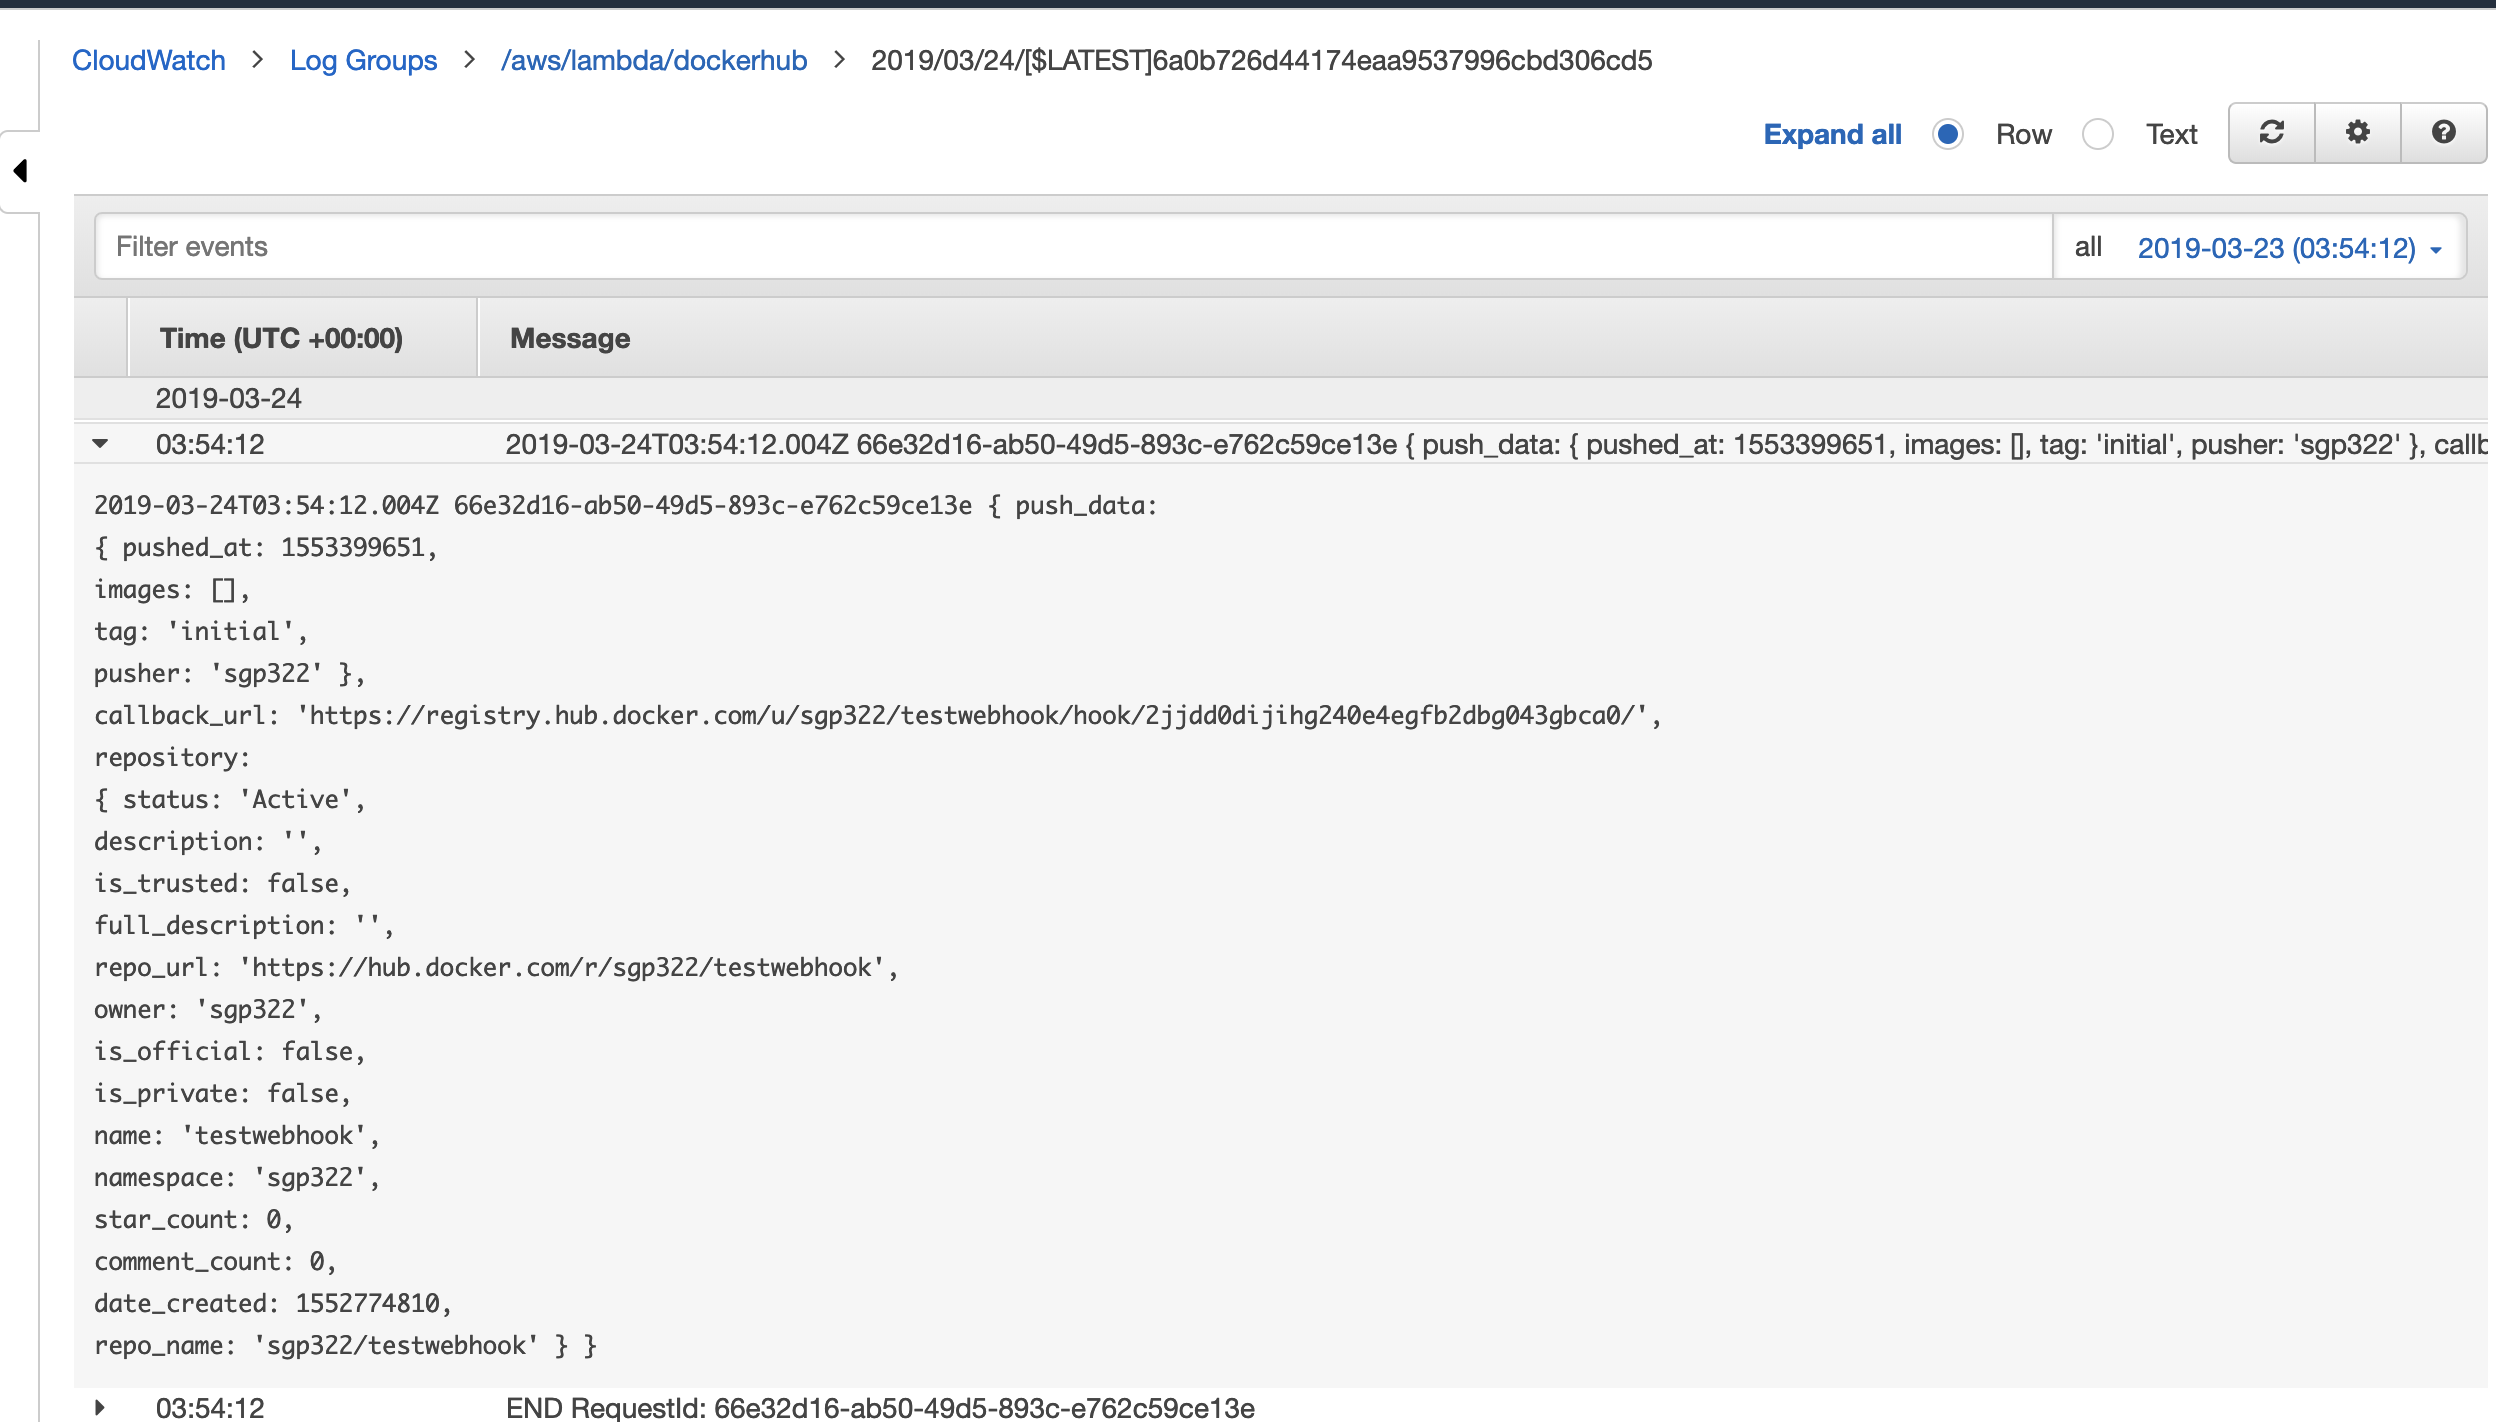 CloudWatch > Log Groups > /aws/lambda/dockerhub > 2019/03/24/[$LATEST]6a0b726d44174eaa9537996cbd306cd5
Expand all Row Text
Filter events all 2019-03-23 (03:54:12)
Time (UTC +00:00) Message
2019-03-24
03:54:12 2019-03-24T03:54:12.004Z 66e32d16-ab50-49d5-893c-e762c59ce13e { push_data: { pushed_at: 1553399651, images: [], tag: 'initial', pusher: 'sgp322' }, callb
2019-03-24T03:54:12.004Z 66e32d16-ab50-49d5-893c-e762c59ce13e { push_data:
{ pushed_at: 1553399651,
images: [],
tag: 'initial',
pusher: 'sgp322' },
callback_url: 'https://registry.hub.docker.com/u/sgp322/testwebhook/hook/2jjdd0dijihg240e4egfb2dbg043gbca0/',
repository:
{ status: 'Active',
description: '',
is_trusted: false,
full_description: '',
repo_url: 'https://hub.docker.com/r/sgp322/testwebhook',
owner: 'sgp322',
is_official: false,
is_private: false,
name: 'testwebhook',
namespace: 'sgp322',
star_count: 0,
comment_count: 0,
date_created: 1552774810,
repo_name: 'sgp322/testwebhook' } }
03:54:12 END RequestId: 66e32d16-ab50-49d5-893c-e762c59ce13e